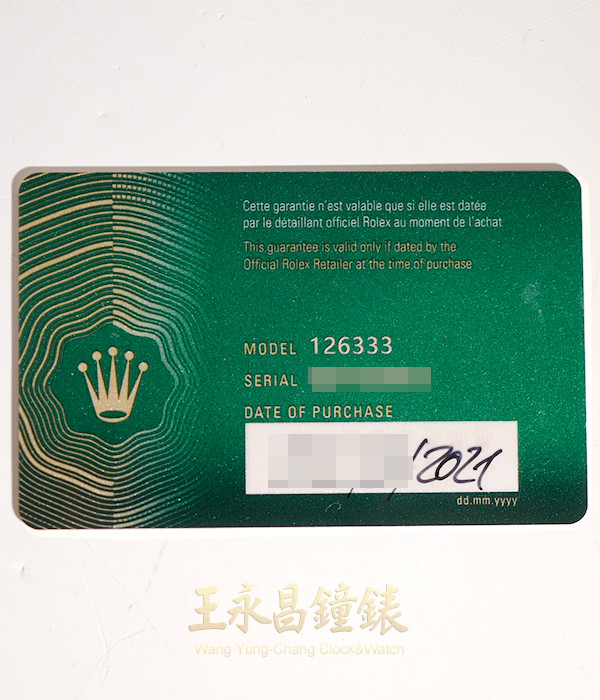 Cette garantie n'est valable que si elle est datée
par le détaillant officiel Rolex au moment de l'achat
This guarantee is valid only if dated by the
Official Rolex Retailer at the time of purchase
MODEL 126333
SERIAL
DATE OF PURCHASE
/2021
dd.mm.yyyy
王永昌鐘錶
Wang Yung-Chang Clock&Watch